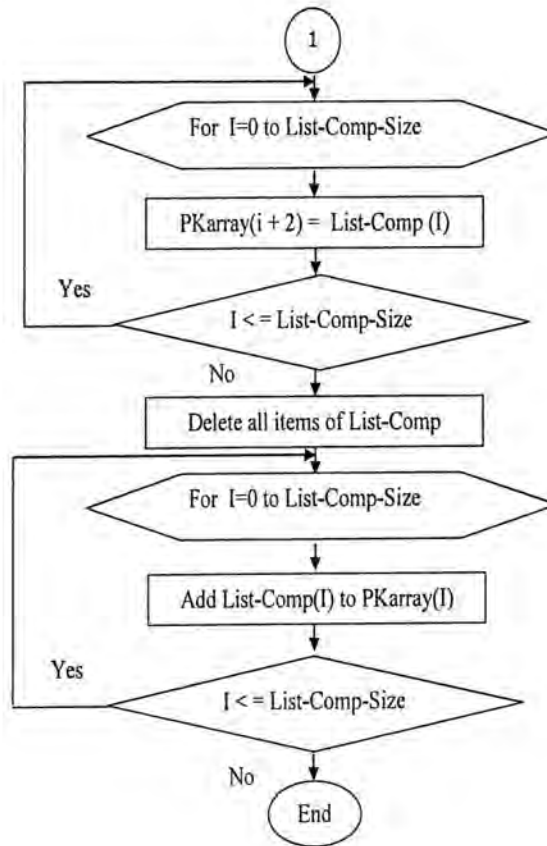 1
For I=0 to List-Comp-Size
PKarray(i + 2) = List-Comp (I)
Yes
I < = List-Comp-Size
No
Delete all items of List-Comp
For I=0 to List-Comp-Size
Add List-Comp(I) to PKarray(I)
Yes
I < = List-Comp-Size
No
End